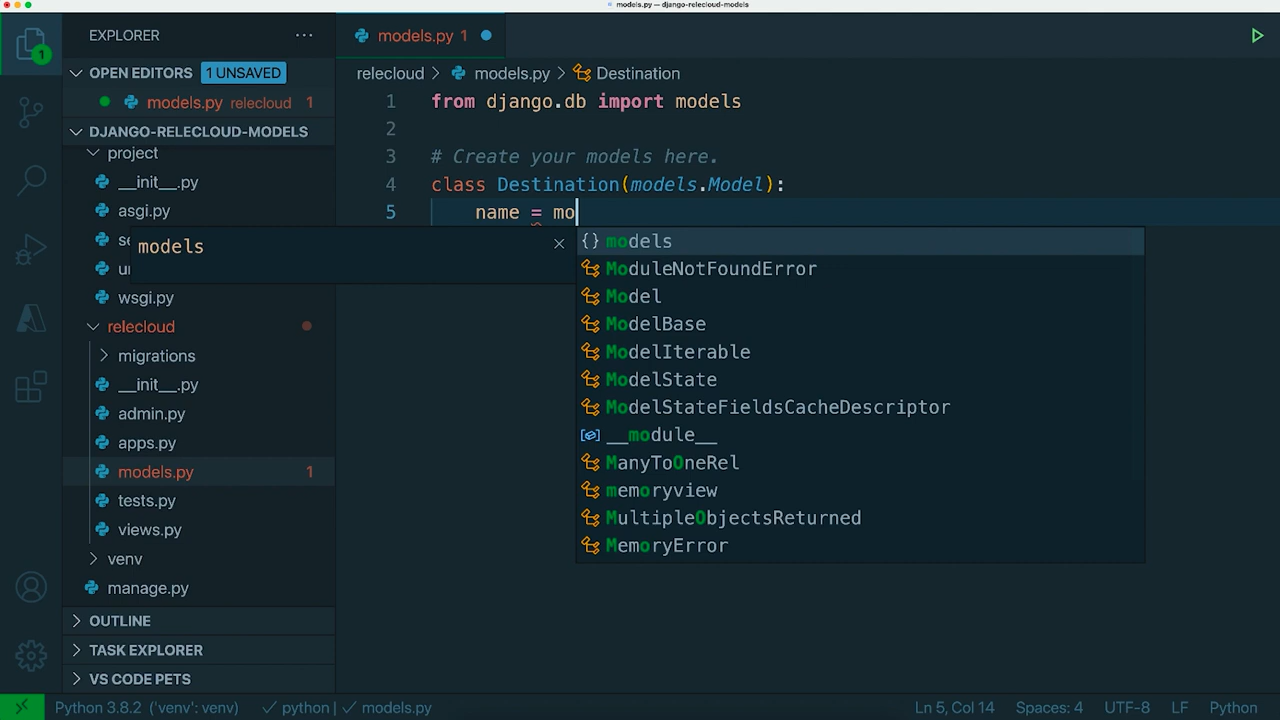 models.py — django-relecloud-models
EXPLORER
1
OPEN EDITORS 1 UNSAVED
models.py relecloud 1
DJANGO-RELECLOUD-MODELS
project
__init__.py
asgi.py
wsgi.py
relecloud
migrations
__init__.py
admin.py
apps.py
models.py 1
tests.py
views.py
venv
manage.py
OUTLINE
TASK EXPLORER
VS CODE PETS
models.py 1
relecloud > models.py > Destination
1 from django.db import models
2
3 # Create your models here.
4 class Destination(models.Model):
5 name = mo
models
{} models
ModuleNotFoundError
Model
ModelBase
ModelIterable
ModelState
ModelStateFieldsCacheDescriptor
__module__
ManyToOneRel
memoryview
MultipleObjectsReturned
MemoryError
Python 3.8.2 ('venv': venv) ✓ python | ✓ models.py Ln 5, Col 14 Spaces: 4 UTF-8 LF Python